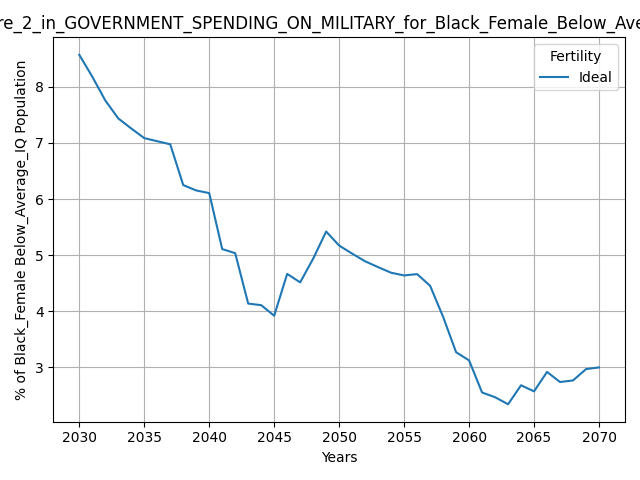 re_2_in_GOVERNMENT_SPENDING_ON_MILITARY_for_Black_Female_Below_Ave
Fertility
Ideal
% of Black_Female Below_Average_IQ Population
8
7
6
5
4
3
2030 2035 2040 2045 2050 2055 2060 2065 2070
Years